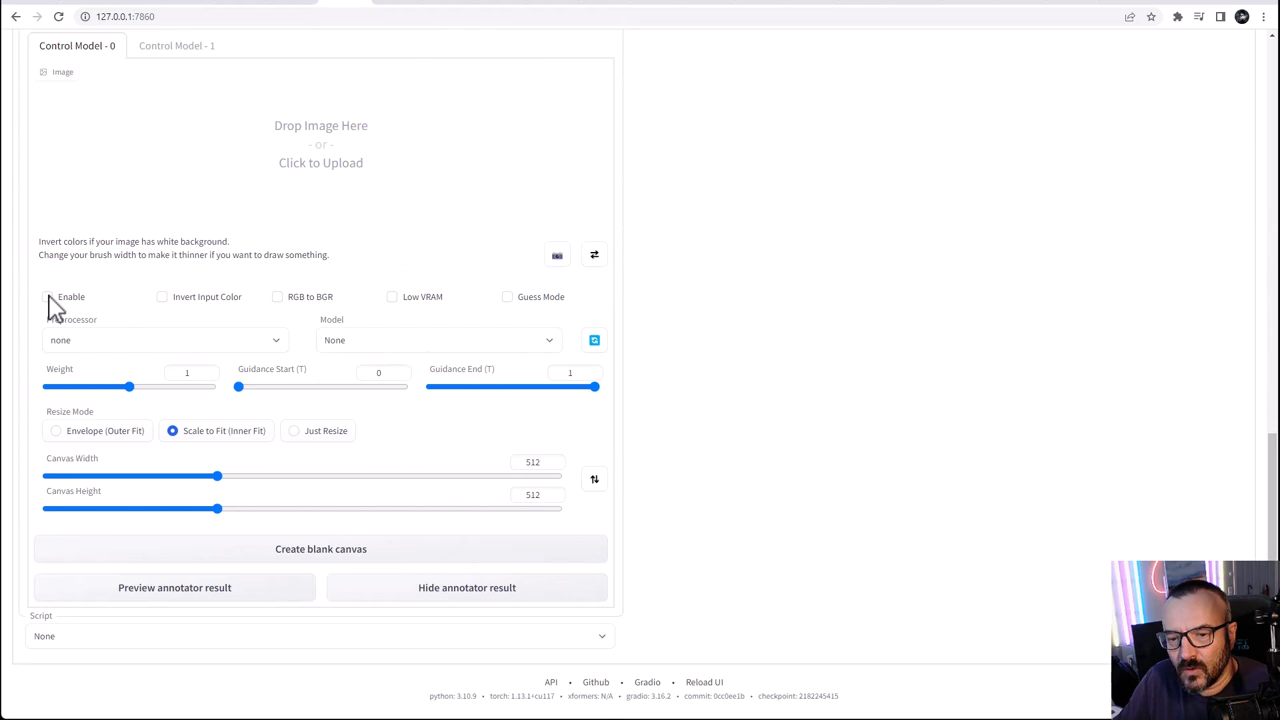 127.0.0.1:7860
Control Model - 0
Control Model - 1
Image
Drop Image Here
- or -
Click to Upload
Invert colors if your image has white background.
Change your brush width to make it thinner if you want to draw something.
Enable
Invert Input Color
RGB to BGR
Low VRAM
Guess Mode
Model
none
None
Weight
1
Guidance Start (T)
0
Guidance End (T)
1
Resize Mode
Envelope (Outer Fit)
Scale to Fit (Inner Fit)
Just Resize
Canvas Width
512
Canvas Height
512
Create blank canvas
Preview annotator result
Hide annotator result
Script
None
API • Github • Gradio • Reload UI
python: 3.10.9 • torch: 1.13.1+cu117 • xformers: N/A • gradio: 3.16.2 • commit: 0cc0ee1b • checkpoint: 2182245415